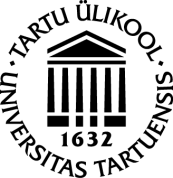 · TARTU ÜLIKOOL ·
1632
UNIVERSITAS TARTUENSIS